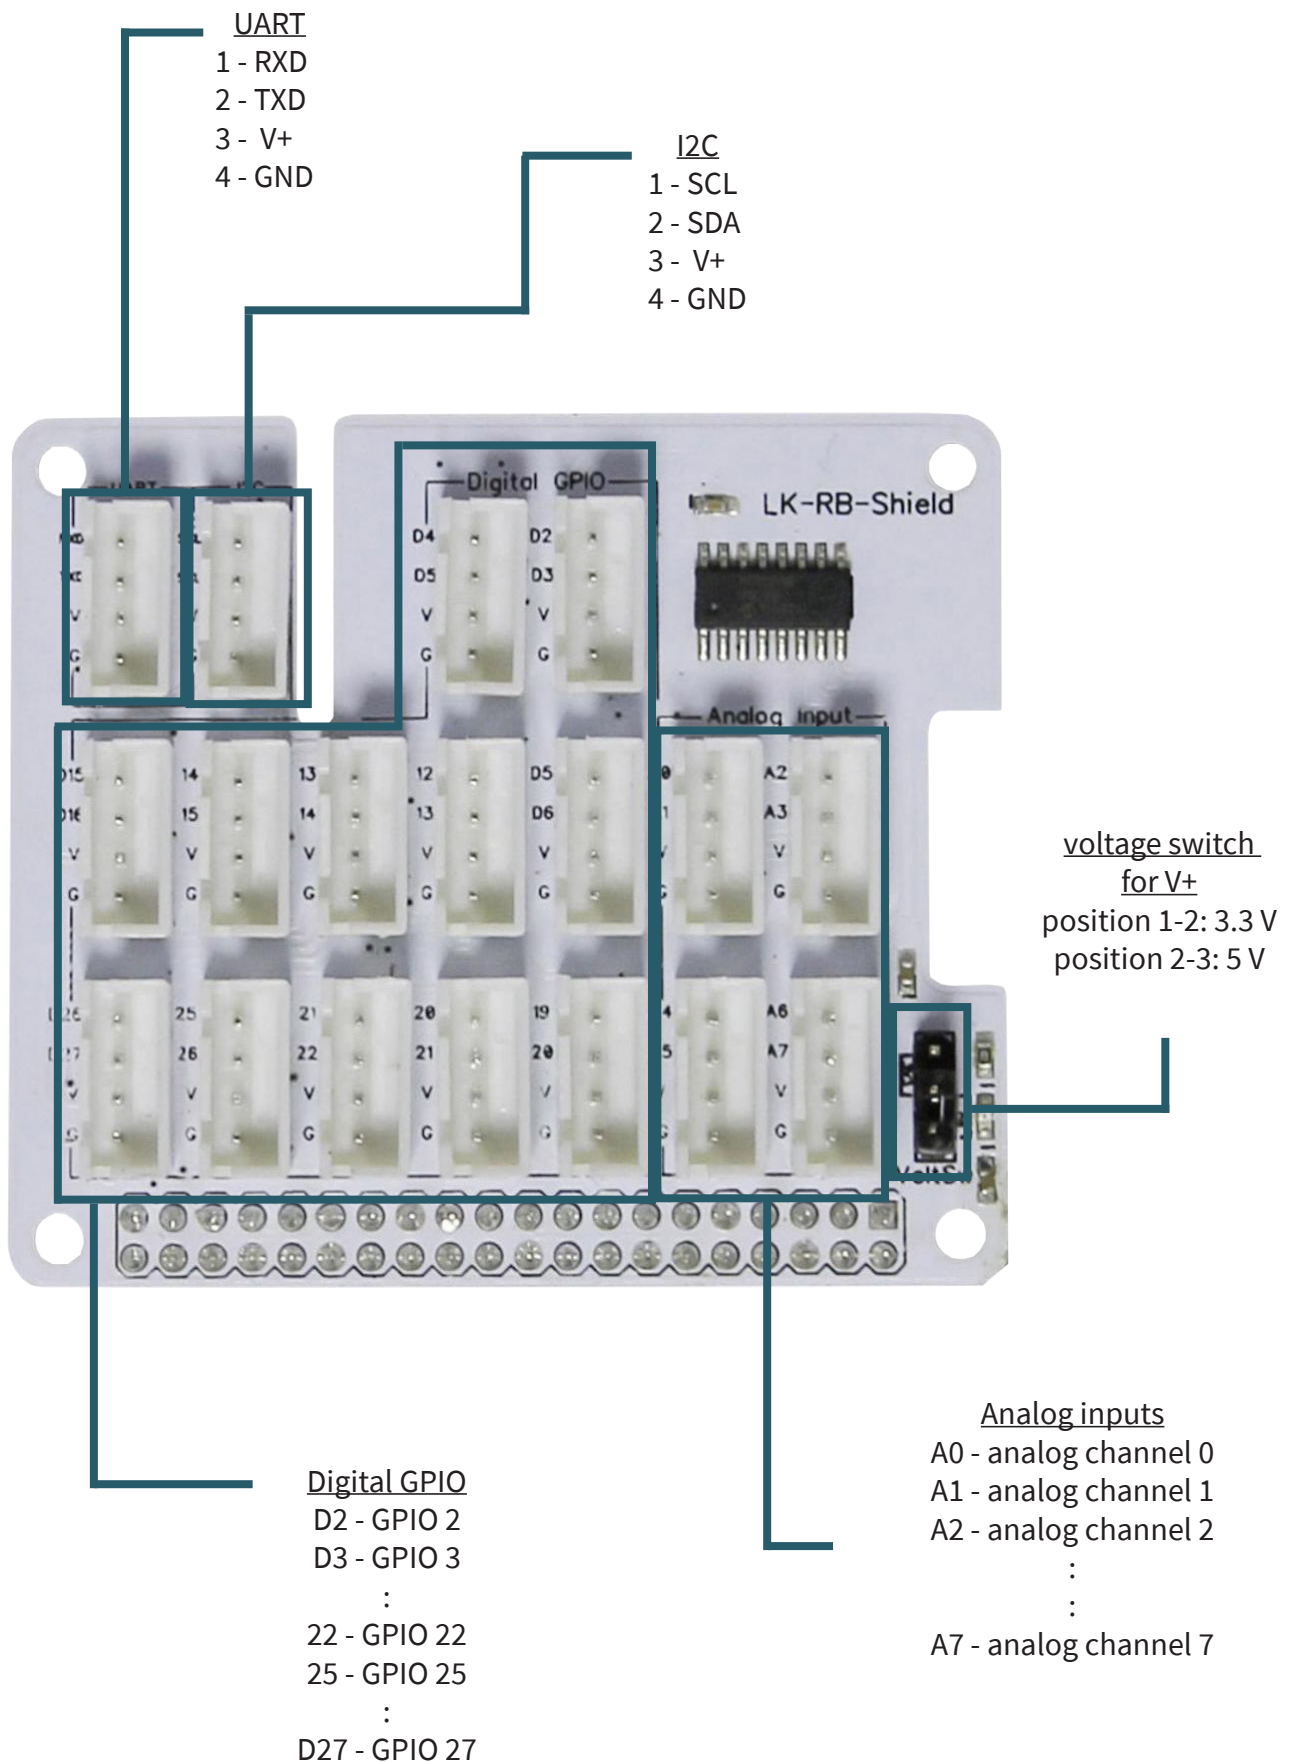 UART
1 - RXD
2 - TXD
3 - V+
4 - GND
I2C
1 - SCL
2 - SDA
3 - V+
4 - GND
Digital GPIO
LK-RB-Shield
D4 D2
D5 D3
V V
G G
Analog input
14 13 12 D5 A2
15 14 13 D6 A3
V V V V V V
G G G G G G
voltage switch
for V+
position 1-2: 3.3 V
position 2-3: 5 V
25 21 20 19 A6
26 22 21 20 A7
V V V V V
G G G G G
Analog inputs
A0 - analog channel 0
A1 - analog channel 1
A2 - analog channel 2
:
:
A7 - analog channel 7
Digital GPIO
D2 - GPIO 2
D3 - GPIO 3
:
22 - GPIO 22
25 - GPIO 25
:
D27 - GPIO 27